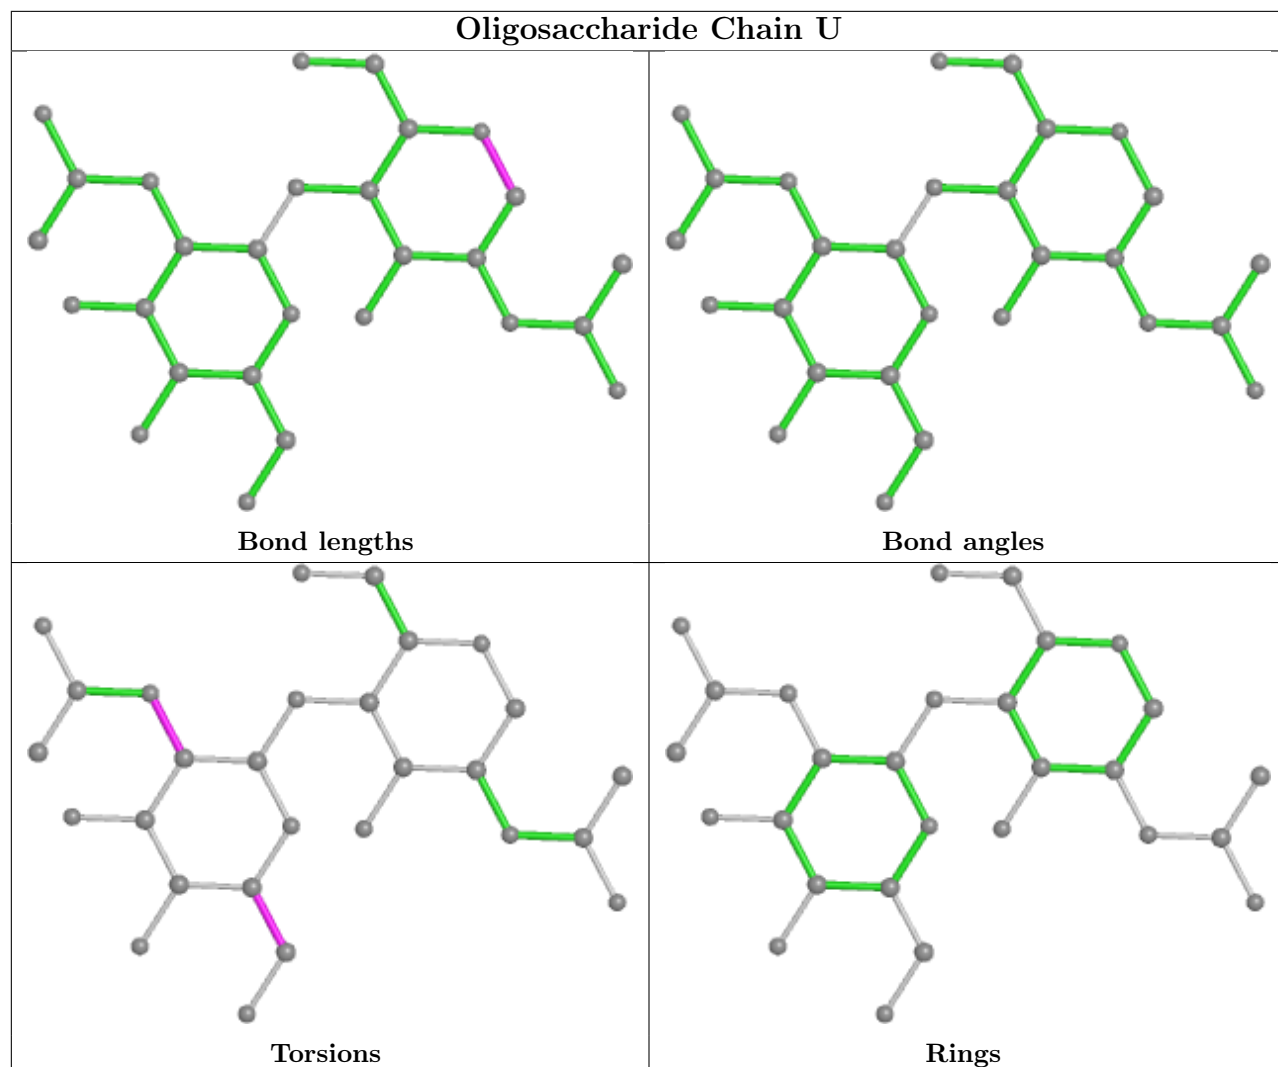 Oligosaccharide Chain U
Bond lengths
Bond angles
Torsions
Rings